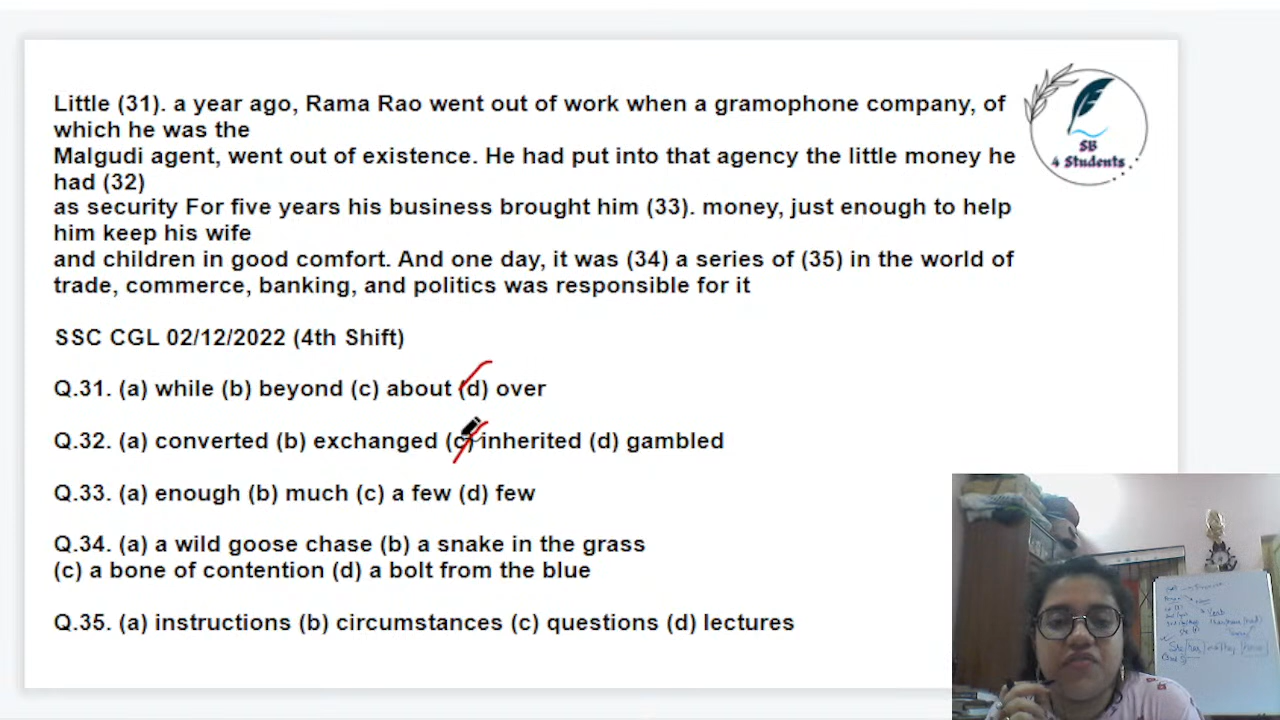 Little (31). a year ago, Rama Rao went out of work when a gramophone company, of
which he was the
Malgudi agent, went out of existence. He had put into that agency the little money he
had (32)
as security For five years his business brought him (33). money, just enough to help
him keep his wife
and children in good comfort. And one day, it was (34) a series of (35) in the world of
trade, commerce, banking, and politics was responsible for it
SB
4 Students
SSC CGL 02/12/2022 (4th Shift)
Q.31. (a) while (b) beyond (c) about (d) over
Q.32. (a) converted (b) exchanged (c) inherited (d) gambled
Q.33. (a) enough (b) much (c) a few (d) few
Q.34. (a) a wild goose chase (b) a snake in the grass
(c) a bone of contention (d) a bolt from the blue
Q.35. (a) instructions (b) circumstances (c) questions (d) lectures